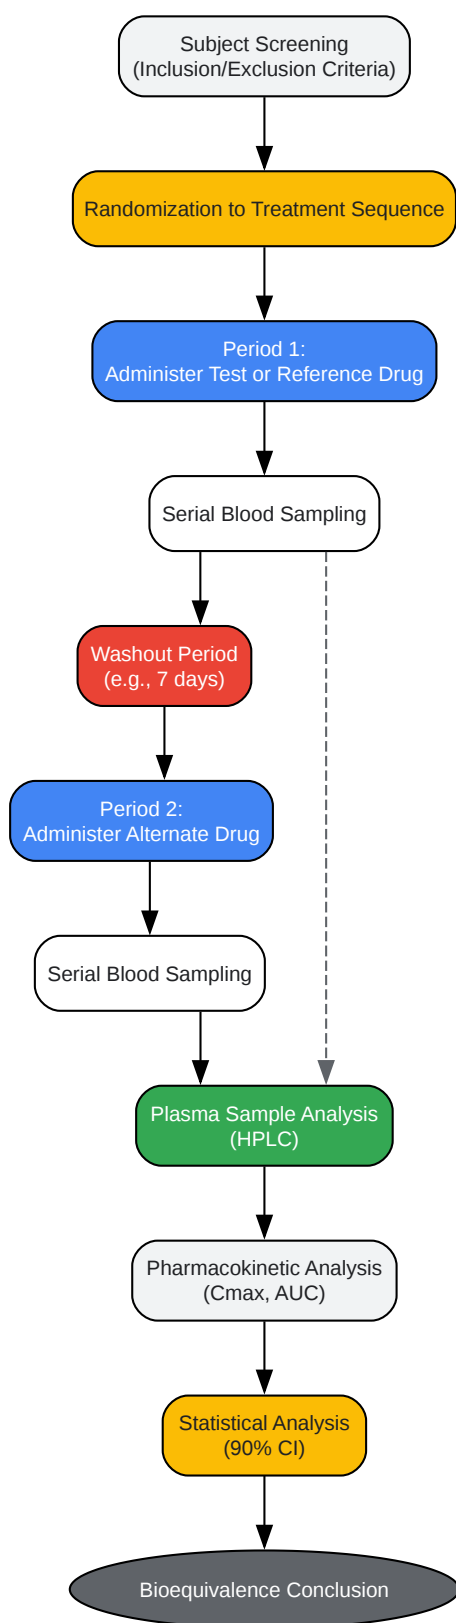 Subject Screening
(Inclusion/Exclusion Criteria)
Randomization to Treatment Sequence
Period 1:
Administer Test or Reference Drug
Serial Blood Sampling
Washout Period
(e.g., 7 days)
Period 2:
Administer Alternate Drug
Serial Blood Sampling
Plasma Sample Analysis
(HPLC)
Pharmacokinetic Analysis
(Cmax, AUC)
Statistical Analysis
(90% CI)
Bioequivalence Conclusion